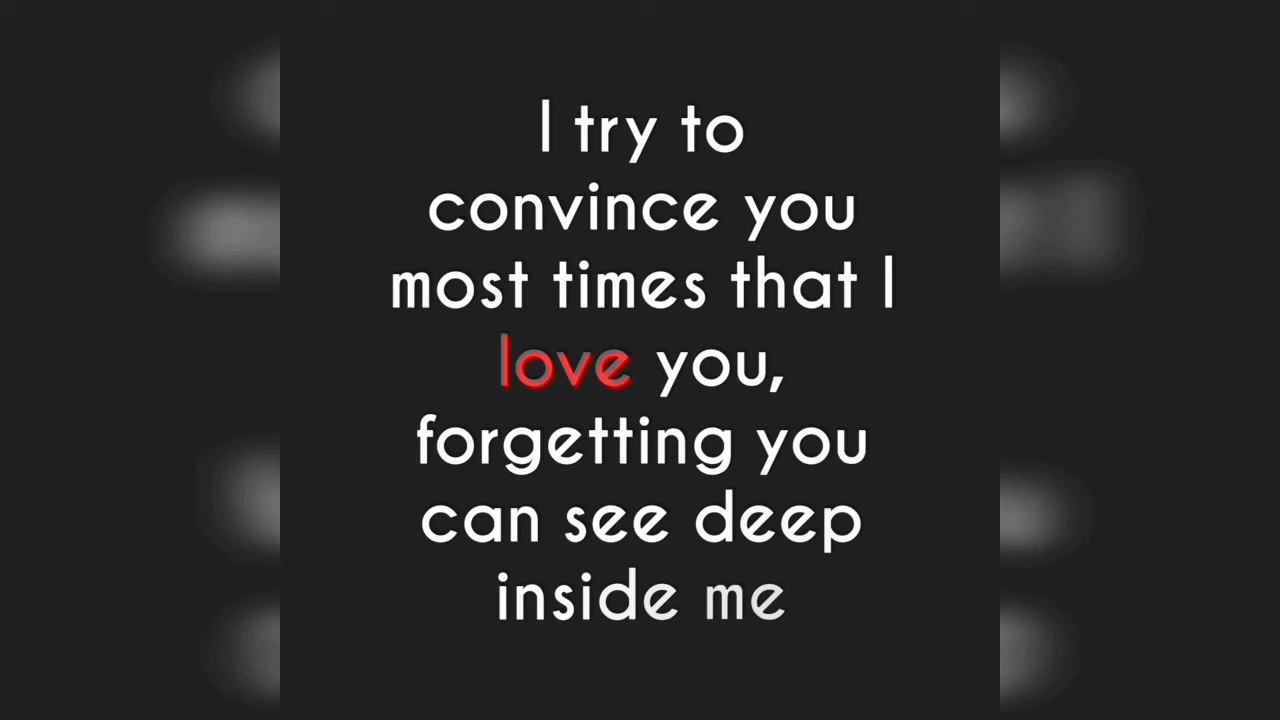 I try to
convince you
most times that I
love you,
forgetting you
can see deep
inside me